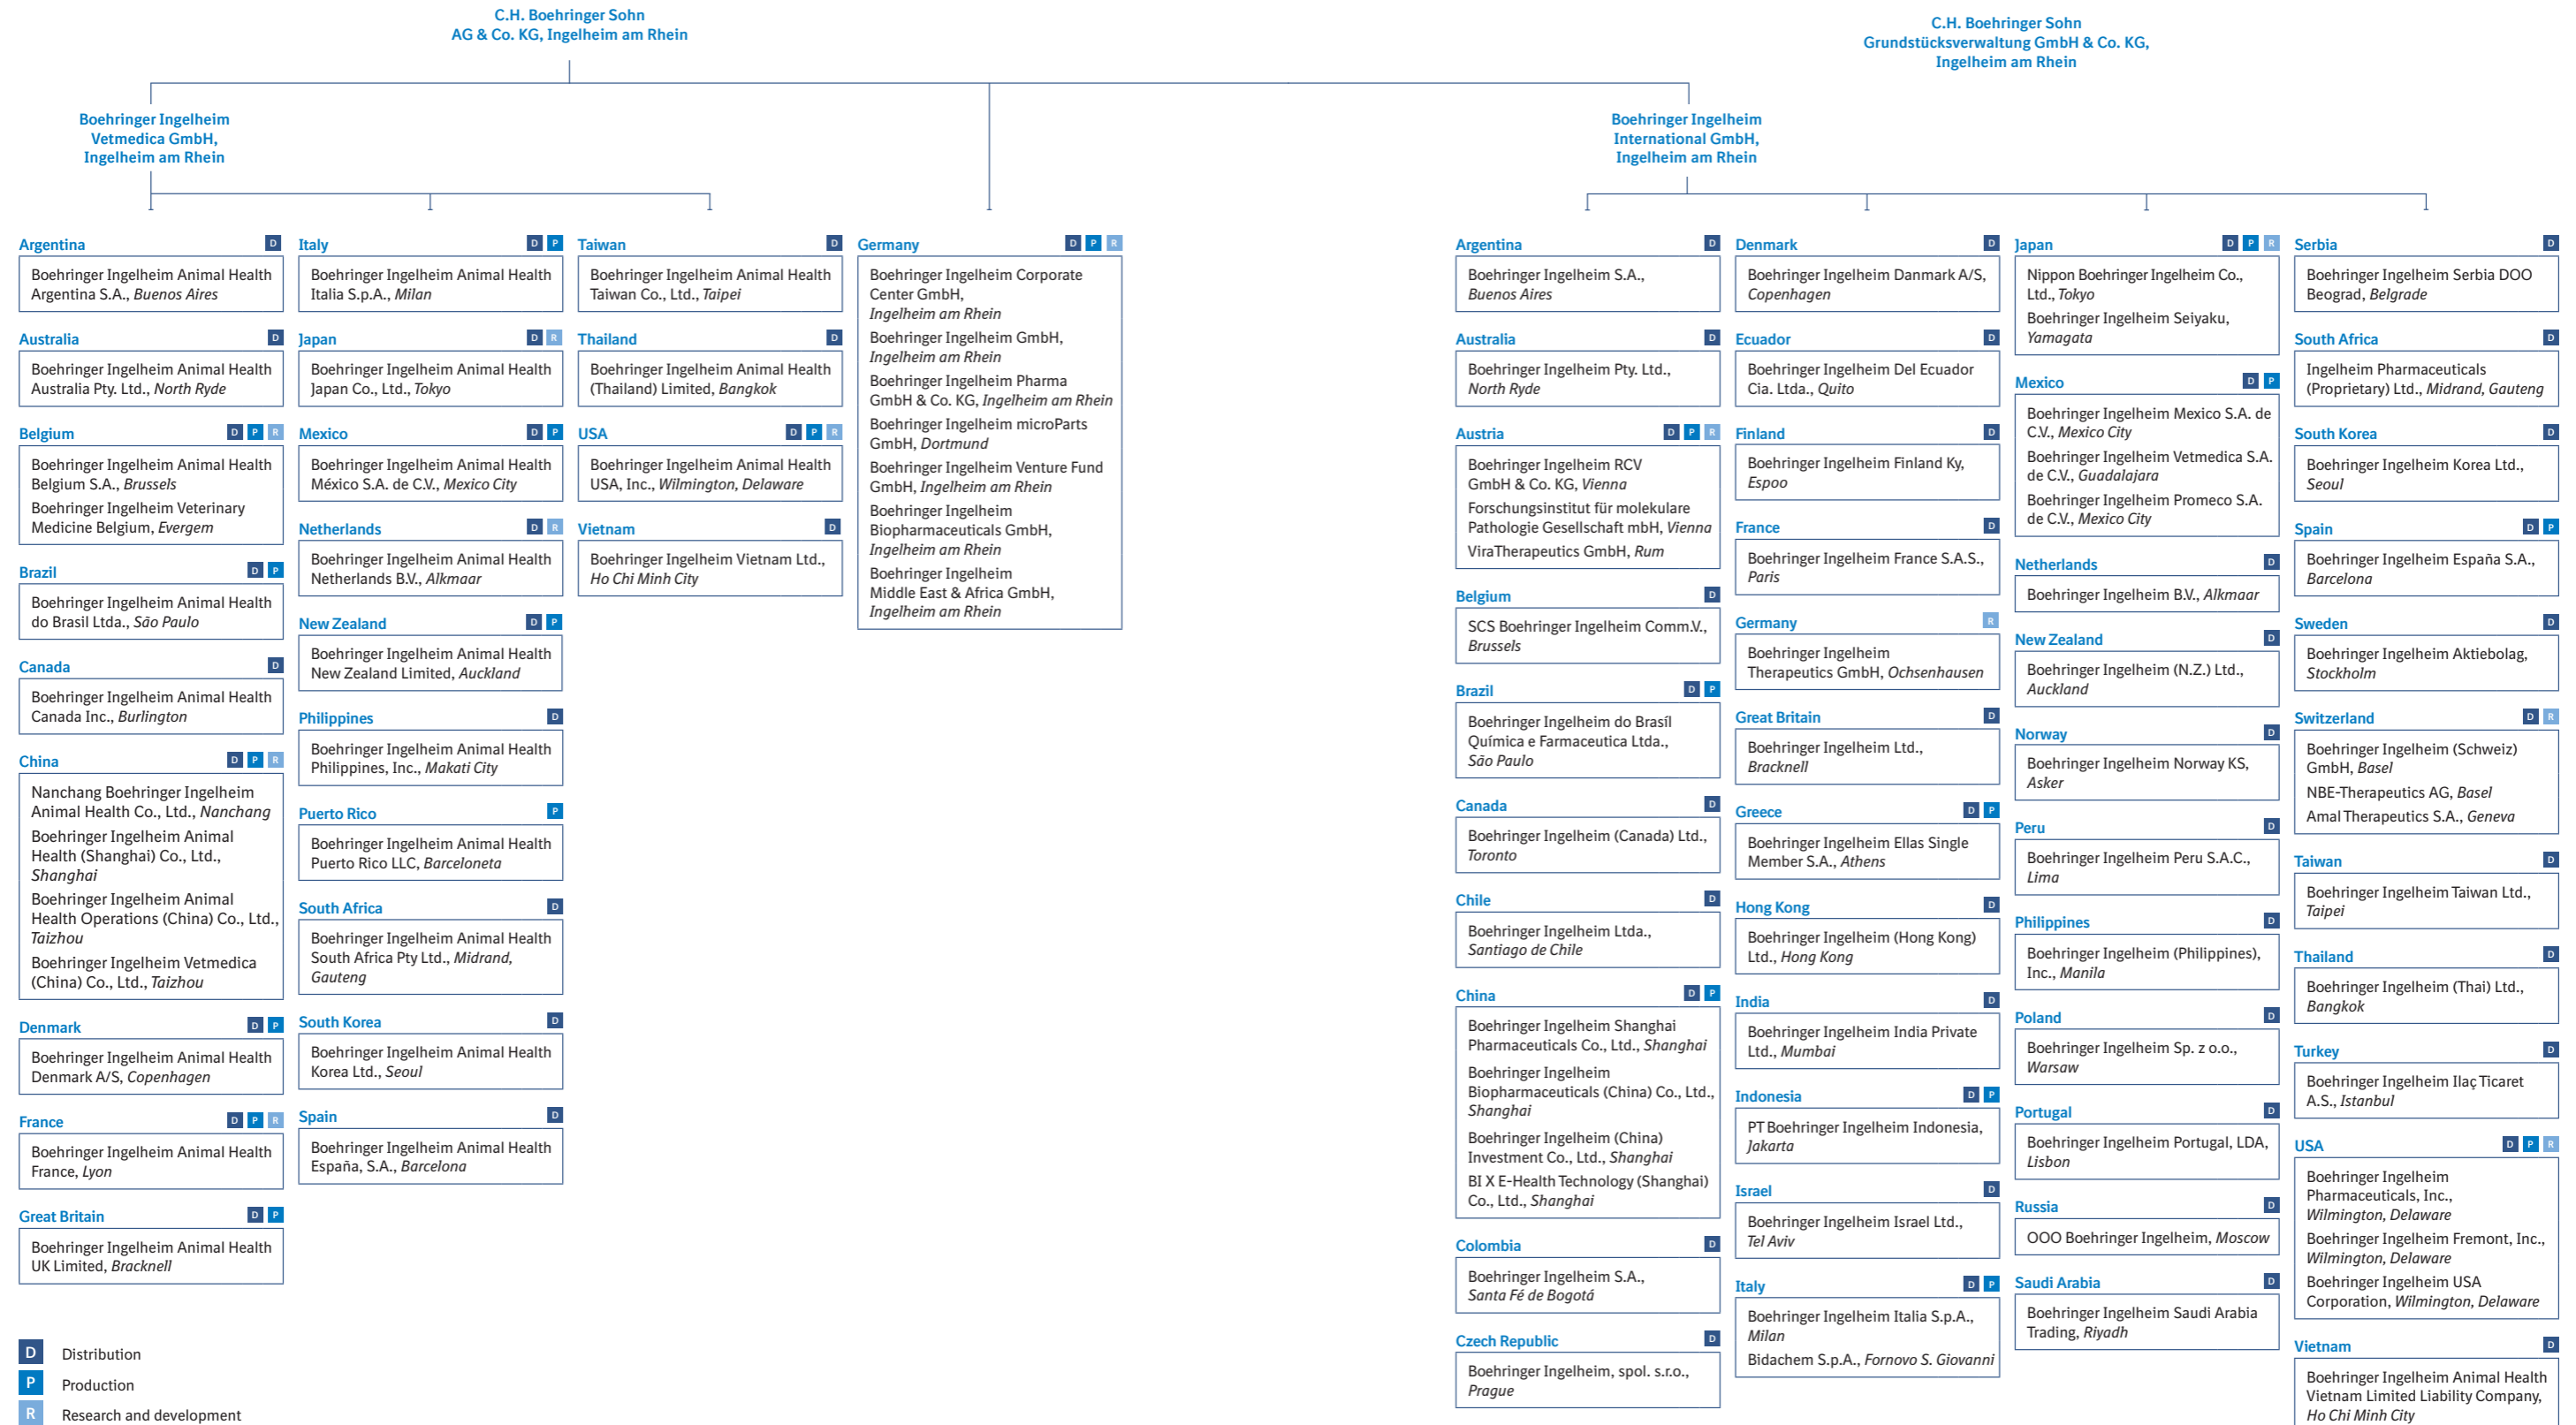 C.H. Boehringer Sohn
AG & Co. KG, Ingelheim am Rhein
C.H. Boehringer Sohn
Grundstücksverwaltung GmbH & Co. KG,
Ingelheim am Rhein
Boehringer Ingelheim
Vetmedica GmbH,
Ingelheim am Rhein
Boehringer Ingelheim
International GmbH,
Ingelheim am Rhein
Argentina D
Boehringer Ingelheim Animal Health
Argentina S.A., Buenos Aires
Australia D
Boehringer Ingelheim Animal Health
Australia Pty. Ltd., North Ryde
Belgium D P R
Boehringer Ingelheim Animal Health
Belgium S.A., Brussels
Boehringer Ingelheim Veterinary
Medicine Belgium, Evergem
Brazil D P
Boehringer Ingelheim Animal Health
do Brasil Ltda., São Paulo
Canada D
Boehringer Ingelheim Animal Health
Canada Inc., Burlington
China D P R
Nanchang Boehringer Ingelheim
Animal Health Co., Ltd., Nanchang
Boehringer Ingelheim Animal
Health (Shanghai) Co., Ltd.,
Shanghai
Boehringer Ingelheim Animal
Health Operations (China) Co., Ltd.,
Taizhou
Boehringer Ingelheim Vetmedica
(China) Co., Ltd., Taizhou
Denmark D P
Boehringer Ingelheim Animal Health
Denmark A/S, Copenhagen
France D P R
Boehringer Ingelheim Animal Health
France, Lyon
Great Britain D P
Boehringer Ingelheim Animal Health
UK Limited, Bracknell
Italy D P
Boehringer Ingelheim Animal Health
Italia S.p.A., Milan
Japan D R
Boehringer Ingelheim Animal Health
Japan Co., Ltd., Tokyo
Mexico D P
Boehringer Ingelheim Animal Health
México S.A. de C.V., Mexico City
Netherlands D R
Boehringer Ingelheim Animal Health
Netherlands B.V., Alkmaar
New Zealand D P
Boehringer Ingelheim Animal Health
New Zealand Limited, Auckland
Philippines D
Boehringer Ingelheim Animal Health
Philippines, Inc., Makati City
Puerto Rico P
Boehringer Ingelheim Animal Health
Puerto Rico LLC, Barceloneta
South Africa D
Boehringer Ingelheim Animal Health
South Africa Pty Ltd., Midrand,
Gauteng
South Korea D
Boehringer Ingelheim Animal Health
Korea Ltd., Seoul
Spain D
Boehringer Ingelheim Animal Health
España, S.A., Barcelona
Taiwan D
Boehringer Ingelheim Animal Health
Taiwan Co., Ltd., Taipei
Thailand D
Boehringer Ingelheim Animal Health
(Thailand) Limited, Bangkok
USA D P R
Boehringer Ingelheim Animal Health
USA, Inc., Wilmington, Delaware
Vietnam D
Boehringer Ingelheim Vietnam Ltd.,
Ho Chi Minh City
Germany D P R
Boehringer Ingelheim Corporate
Center GmbH,
Ingelheim am Rhein
Boehringer Ingelheim GmbH,
Ingelheim am Rhein
Boehringer Ingelheim Pharma
GmbH & Co. KG, Ingelheim am Rhein
Boehringer Ingelheim microParts
GmbH, Dortmund
Boehringer Ingelheim Venture Fund
GmbH, Ingelheim am Rhein
Boehringer Ingelheim
Biopharmaceuticals GmbH,
Ingelheim am Rhein
Boehringer Ingelheim
Middle East & Africa GmbH,
Ingelheim am Rhein
Argentina D
Boehringer Ingelheim S.A.,
Buenos Aires
Australia D
Boehringer Ingelheim Pty. Ltd.,
North Ryde
Austria D P R
Boehringer Ingelheim RCV
GmbH & Co. KG, Vienna
Forschungsinstitut für molekulare
Pathologie Gesellschaft mbH, Vienna
ViraTherapeutics GmbH, Rum
Belgium D
SCS Boehringer Ingelheim Comm.V.,
Brussels
Brazil D P
Boehringer Ingelheim do Brasíl
Química e Farmaceutica Ltda.,
São Paulo
Canada D
Boehringer Ingelheim (Canada) Ltd.,
Toronto
Chile D
Boehringer Ingelheim Ltda.,
Santiago de Chile
China D P
Boehringer Ingelheim Shanghai
Pharmaceuticals Co., Ltd., Shanghai
Boehringer Ingelheim
Biopharmaceuticals (China) Co., Ltd.,
Shanghai
Boehringer Ingelheim (China)
Investment Co., Ltd., Shanghai
BI X E-Health Technology (Shanghai)
Co., Ltd., Shanghai
Colombia D
Boehringer Ingelheim S.A.,
Santa Fé de Bogotá
Czech Republic D
Boehringer Ingelheim, spol. s.r.o.,
Prague
Denmark D
Boehringer Ingelheim Danmark A/S,
Copenhagen
Ecuador D
Boehringer Ingelheim Del Ecuador
Cia. Ltda., Quito
Finland D
Boehringer Ingelheim Finland Ky,
Espoo
France D
Boehringer Ingelheim France S.A.S.,
Paris
Germany R
Boehringer Ingelheim
Therapeutics GmbH, Ochsenhausen
Great Britain D
Boehringer Ingelheim Ltd.,
Bracknell
Greece D P
Boehringer Ingelheim Ellas Single
Member S.A., Athens
Hong Kong D
Boehringer Ingelheim (Hong Kong)
Ltd., Hong Kong
India D
Boehringer Ingelheim India Private
Ltd., Mumbai
Indonesia D P
PT Boehringer Ingelheim Indonesia,
Jakarta
Israel D
Boehringer Ingelheim Israel Ltd.,
Tel Aviv
Italy D P
Boehringer Ingelheim Italia S.p.A.,
Milan
Bidachem S.p.A., Fornovo S. Giovanni
Japan D P R
Nippon Boehringer Ingelheim Co.,
Ltd., Tokyo
Boehringer Ingelheim Seiyaku,
Yamagata
Mexico D P
Boehringer Ingelheim Mexico S.A. de
C.V., Mexico City
Boehringer Ingelheim Vetmedica S.A.
de C.V., Guadalajara
Boehringer Ingelheim Promeco S.A.
de C.V., Mexico City
Netherlands D
Boehringer Ingelheim B.V., Alkmaar
New Zealand D
Boehringer Ingelheim (N.Z.) Ltd.,
Auckland
Norway D
Boehringer Ingelheim Norway KS,
Asker
Peru D
Boehringer Ingelheim Peru S.A.C.,
Lima
Philippines D
Boehringer Ingelheim (Philippines),
Inc., Manila
Poland D
Boehringer Ingelheim Sp. z o.o.,
Warsaw
Portugal D
Boehringer Ingelheim Portugal, LDA,
Lisbon
Russia D
OOO Boehringer Ingelheim, Moscow
Saudi Arabia D
Boehringer Ingelheim Saudi Arabia
Trading, Riyadh
Serbia D
Boehringer Ingelheim Serbia DOO
Beograd, Belgrade
South Africa D
Ingelheim Pharmaceuticals
(Proprietary) Ltd., Midrand, Gauteng
South Korea D
Boehringer Ingelheim Korea Ltd.,
Seoul
Spain D P
Boehringer Ingelheim España S.A.,
Barcelona
Sweden D
Boehringer Ingelheim Aktiebolag,
Stockholm
Switzerland D R
Boehringer Ingelheim (Schweiz)
GmbH, Basel
NBE-Therapeutics AG, Basel
Amal Therapeutics S.A., Geneva
Taiwan D
Boehringer Ingelheim Taiwan Ltd.,
Taipei
Thailand D
Boehringer Ingelheim (Thai) Ltd.,
Bangkok
Turkey D
Boehringer Ingelheim Ilaç Ticaret
A.S., Istanbul
USA D P R
Boehringer Ingelheim
Pharmaceuticals, Inc.,
Wilmington, Delaware
Boehringer Ingelheim Fremont, Inc.,
Wilmington, Delaware
Boehringer Ingelheim USA
Corporation, Wilmington, Delaware
Vietnam D
Boehringer Ingelheim Animal Health
Vietnam Limited Liability Company,
Ho Chi Minh City
D Distribution
P Production
R Research and development